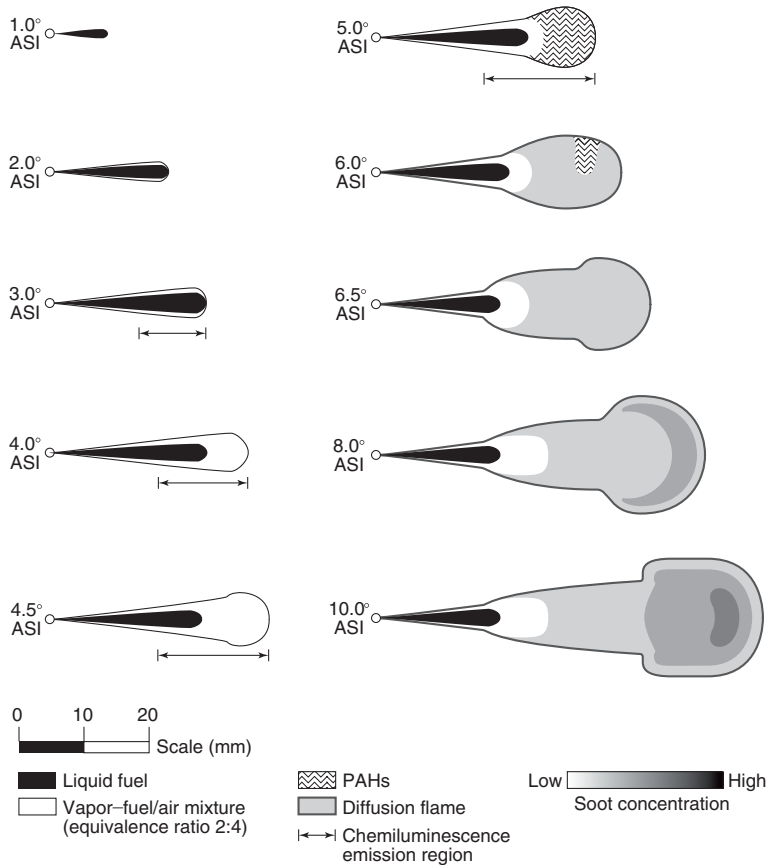 1.0°
ASI
2.0°
ASI
3.0°
ASI
4.0°
ASI
4.5°
ASI
5.0°
ASI
6.0°
ASI
6.5°
ASI
8.0°
ASI
10.0°
ASI
0 10 20
Scale (mm)
Liquid fuel
Vapor–fuel/air mixture
(equivalence ratio 2:4)
PAHs
Diffusion flame
Chemiluminescence
emission region
Low High
Soot concentration